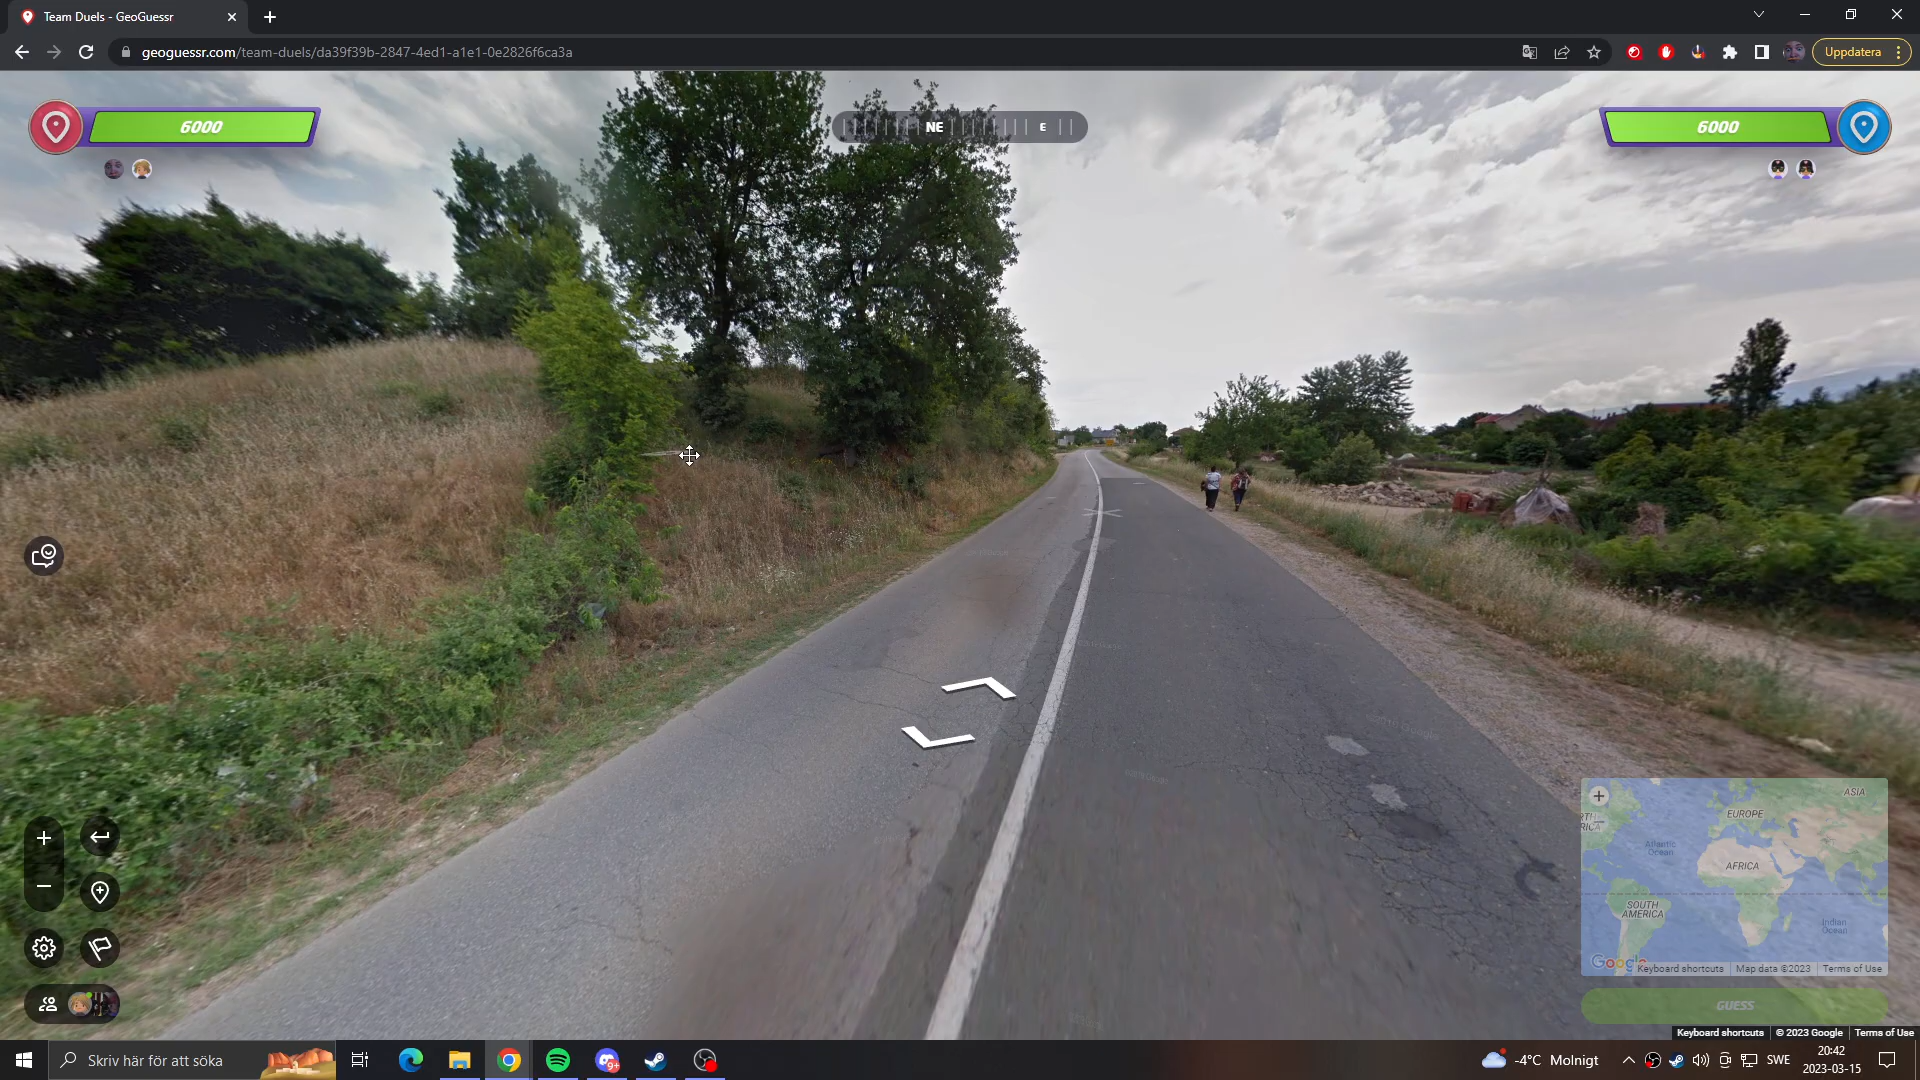 Team Duels - GeoGuessr
geoguessr.com/team-duels/da39f39b-2847-4ed1-a1e1-0e2826f6ca3a
Uppdatera
6000
NE
E
6000
ASIA
EUROPE
Atlantic
Ocean
AFRICA
SOUTH
AMERICA
Indian
Ocean
Google
Keyboard shortcuts
Map data ©2023
Terms of Use
GUESS
Keyboard shortcuts
© 2023 Google
Terms of Use
Skriv här för att söka
9+
-4°C Molnigt
SWE
20:42
2023-03-15